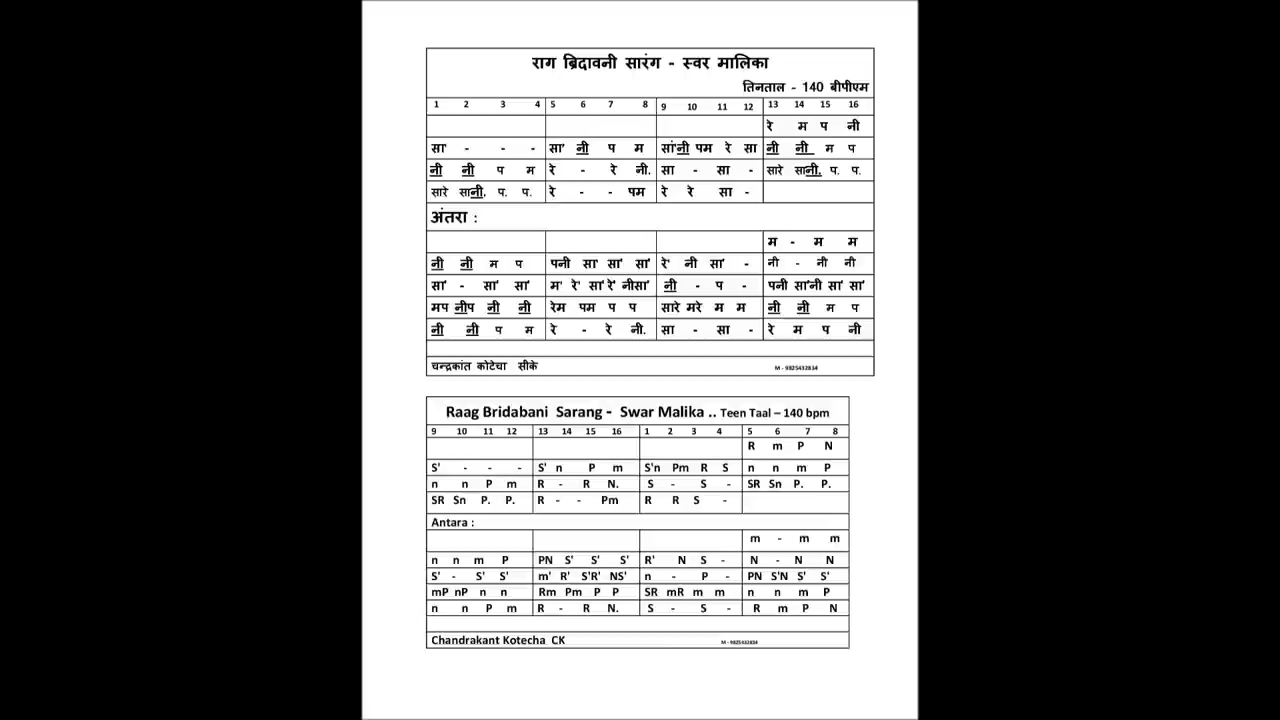 राग ब्रिदावनी सारंग - स्वर मालिका
तिनताल - 140 बीपीएम
1 2 3 4 5 6 7 8 9 10 11 12 13 14 15 16
रे म प नी
सा' - - - सा' नी प म सां'नी पम रे सा नी नी म प
नी नी प म रे - रे नी. सा - सा - सारे सानी. प. प.
सारे सानी. प. प. रे - - पम रे रे सा -
अंतरा :
म - म म
नी नी म प पनी सा' सा' सा' रे' नी सा' - नी - नी नी
सा' - सा' सा' म' रे' सा'रे' नीसा' नी - प - पनी सा'नी सा' सा'
मप नीप नी नी रेम पम प प सारे मरे म म नी नी म प
नी नी प म रे - रे नी. सा - सा - रे म प नी
चन्द्रकांत कोटेचा सीके M - 9825432834
Raag Bridabani Sarang - Swar Malika .. Teen Taal – 140 bpm
9 10 11 12 13 14 15 16 1 2 3 4 5 6 7 8
R m P N
S' - - - S' n P m S'n Pm R S n n m P
n n P m R - R N. S - S - SR Sn P. P.
SR Sn P. P. R - - Pm R R S -
Antara :
m - m m
n n m P PN S' S' S' R' N S - N - N N
S' - S' S' m' R' S'R' NS' n - P - PN S'N S' S'
mP nP n n Rm Pm P P SR mR m m n n m P
n n P m R - R N. S - S - R m P N
Chandrakant Kotecha CK M - 9825432834